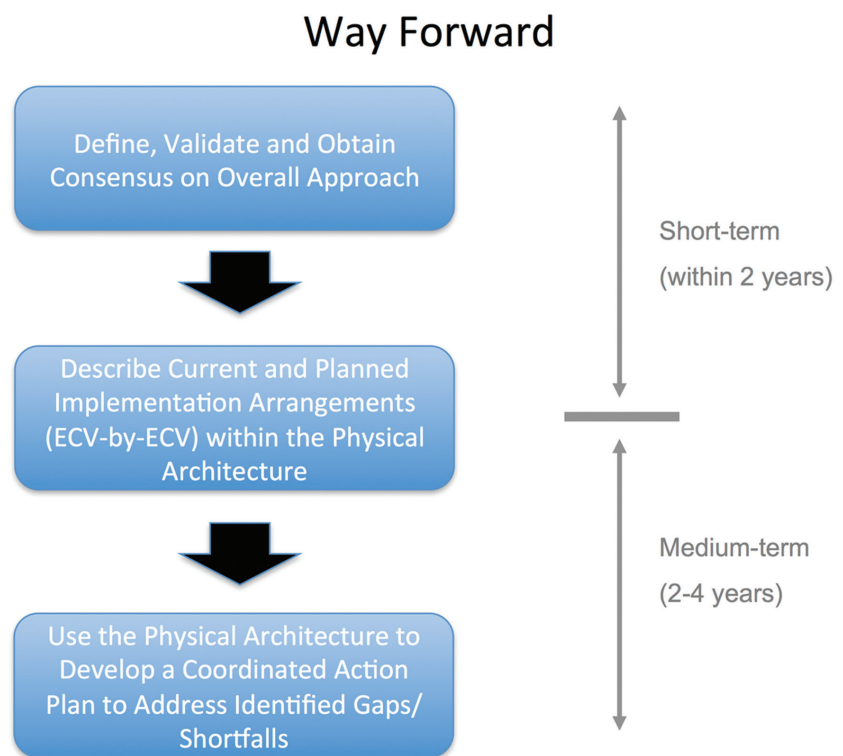 Way Forward
Define, Validate and Obtain
Consensus on Overall Approach
Short-term
(within 2 years)
Describe Current and Planned
Implementation Arrangements
(ECV-by-ECV) within the Physical
Architecture
Medium-term
(2-4 years)
Use the Physical Architecture to
Develop a Coordinated Action
Plan to Address Identified Gaps/
Shortfalls